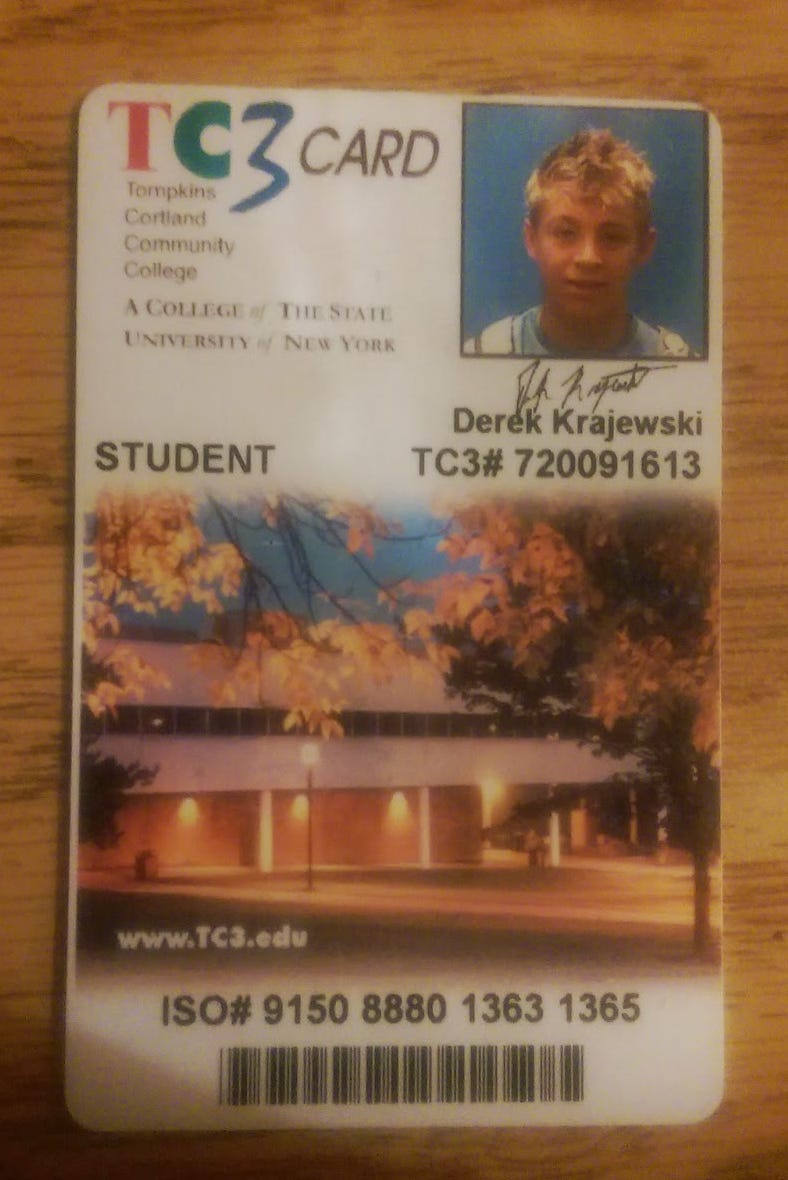 TC3 CARD
Tompkins
Cortland
Community
College
A COLLEGE of THE STATE
UNIVERSITY of NEW YORK
Derek Krajewski
STUDENT
TC3# 720091613
www.TC3.edu
ISO# 9150 8880 1363 1365